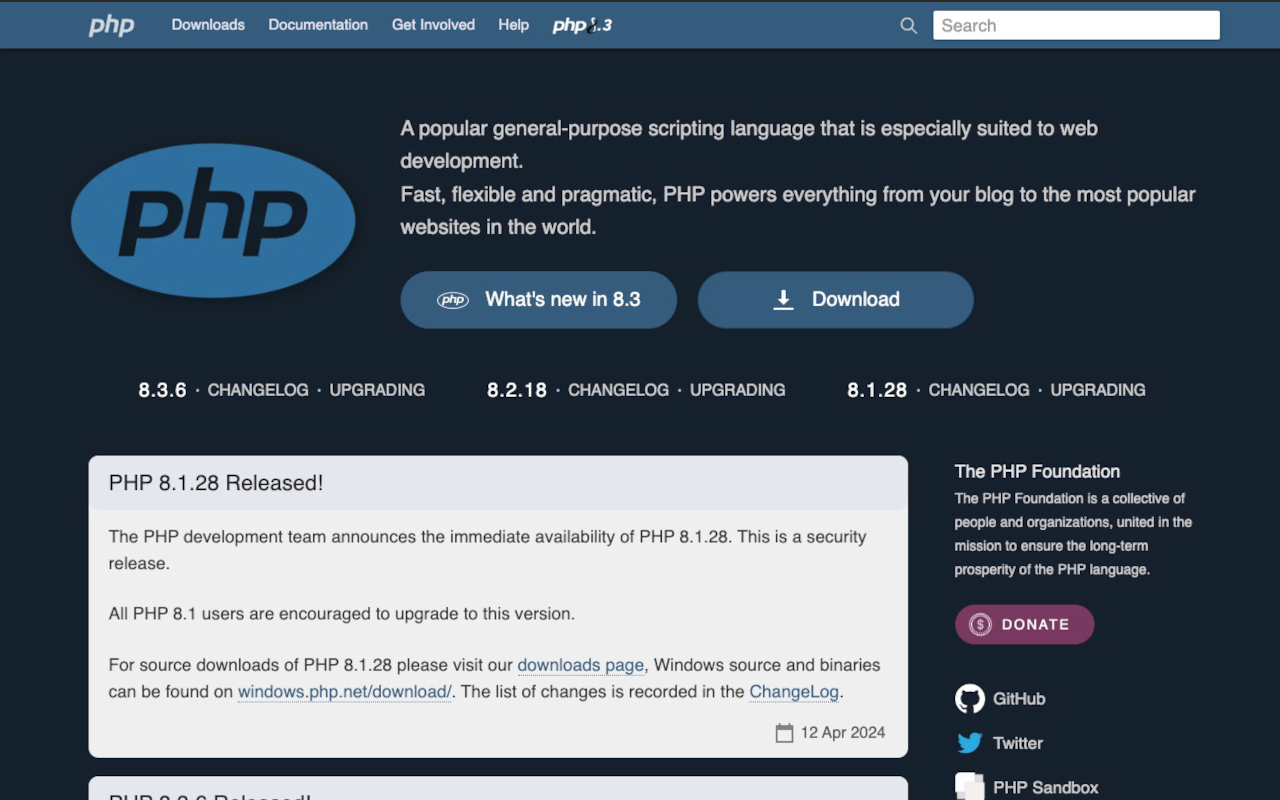 php Downloads Documentation Get Involved Help php8.3 Search
php
A popular general-purpose scripting language that is especially suited to web
development.
Fast, flexible and pragmatic, PHP powers everything from your blog to the most popular
websites in the world.
php What's new in 8.3 Download
8.3.6 · CHANGELOG · UPGRADING 8.2.18 · CHANGELOG · UPGRADING 8.1.28 · CHANGELOG · UPGRADING
PHP 8.1.28 Released!
The PHP development team announces the immediate availability of PHP 8.1.28. This is a security
release.
All PHP 8.1 users are encouraged to upgrade to this version.
For source downloads of PHP 8.1.28 please visit our downloads page, Windows source and binaries
can be found on windows.php.net/download/. The list of changes is recorded in the ChangeLog.
12 Apr 2024
PHP 8.3.6 Released!
The PHP Foundation
The PHP Foundation is a collective of
people and organizations, united in the
mission to ensure the long-term
prosperity of the PHP language.
$ DONATE
GitHub
Twitter
PHP Sandbox